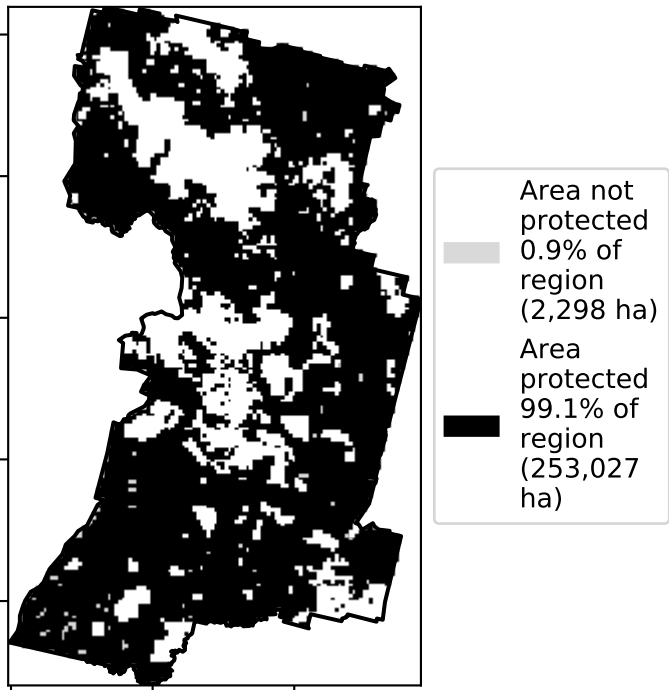 Area not
protected
0.9% of
region
(2,298 ha)
Area
protected
99.1% of
region
(253,027
ha)